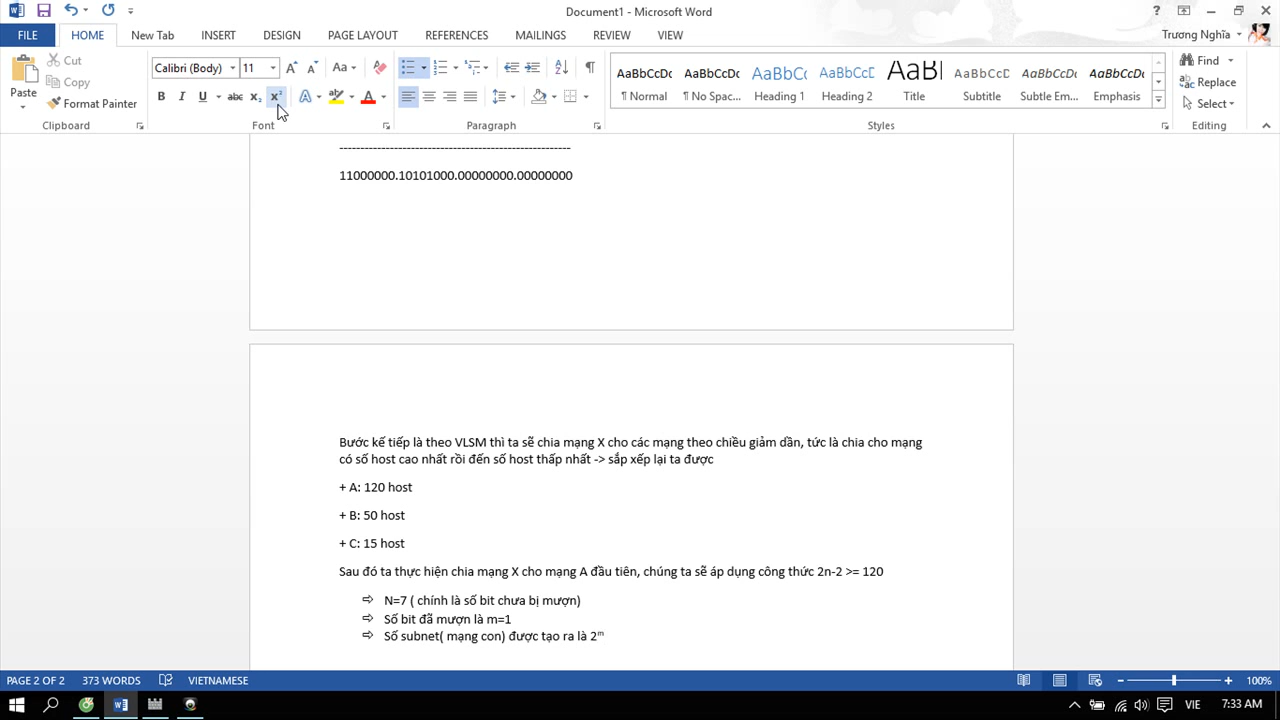 Document1 - Microsoft Word
FILE HOME New Tab INSERT DESIGN PAGE LAYOUT REFERENCES MAILINGS REVIEW VIEW Trương Nghĩa
Paste Cut Copy Format Painter
Clipboard
Calibri (Body) 11
Font
Paragraph
AaBbCcDc AaBbCcDc AaBbCc AaBbCcC AaBl AaBbCcD AaBbCcDc AaBbCcDc
¶ Normal ¶ No Spac... Heading 1 Heading 2 Title Subtitle Subtle Em... Emphasis
Styles
Find
Replace
Select
Editing
-------------------------------------------------------
11000000.10101000.00000000.00000000
Bước kế tiếp là theo VLSM thì ta sẽ chia mạng X cho các mạng theo chiều giảm dần, tức là chia cho mạng
có số host cao nhất rồi đến số host thấp nhất -> sắp xếp lại ta được
+ A: 120 host
+ B: 50 host
+ C: 15 host
Sau đó ta thực hiện chia mạng X cho mạng A đầu tiên, chúng ta sẽ áp dụng công thức 2n-2 >= 120
⇨ N=7 ( chính là số bit chưa bị mượn)
⇨ Số bit đã mượn là m=1
⇨ Số subnet( mạng con) được tạo ra là 2ᵐ
PAGE 2 OF 2 373 WORDS VIETNAMESE 100%
VIE 7:33 AM